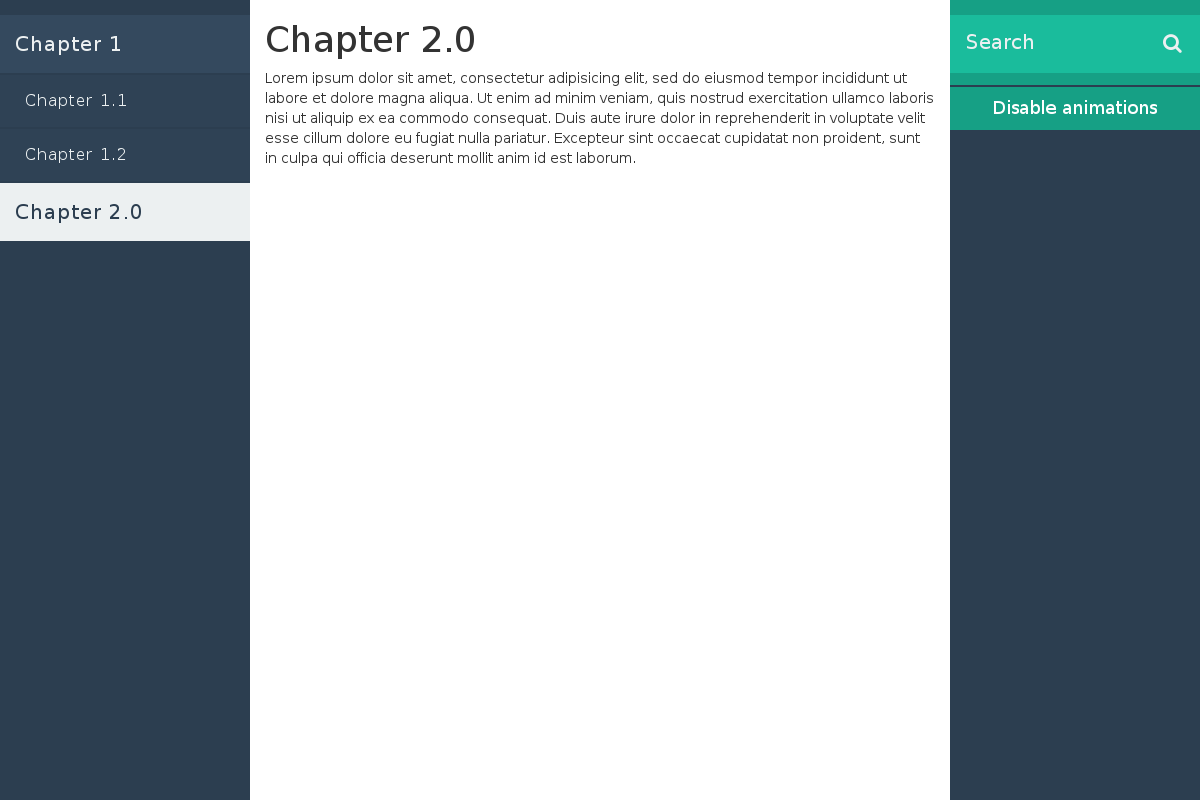 Chapter 1
Chapter 1.1
Chapter 1.2
Chapter 2.0
Chapter 2.0
Lorem ipsum dolor sit amet, consectetur adipisicing elit, sed do eiusmod tempor incididunt ut
labore et dolore magna aliqua. Ut enim ad minim veniam, quis nostrud exercitation ullamco laboris
nisi ut aliquip ex ea commodo consequat. Duis aute irure dolor in reprehenderit in voluptate velit
esse cillum dolore eu fugiat nulla pariatur. Excepteur sint occaecat cupidatat non proident, sunt
in culpa qui officia deserunt mollit anim id est laborum.
Search
Disable animations